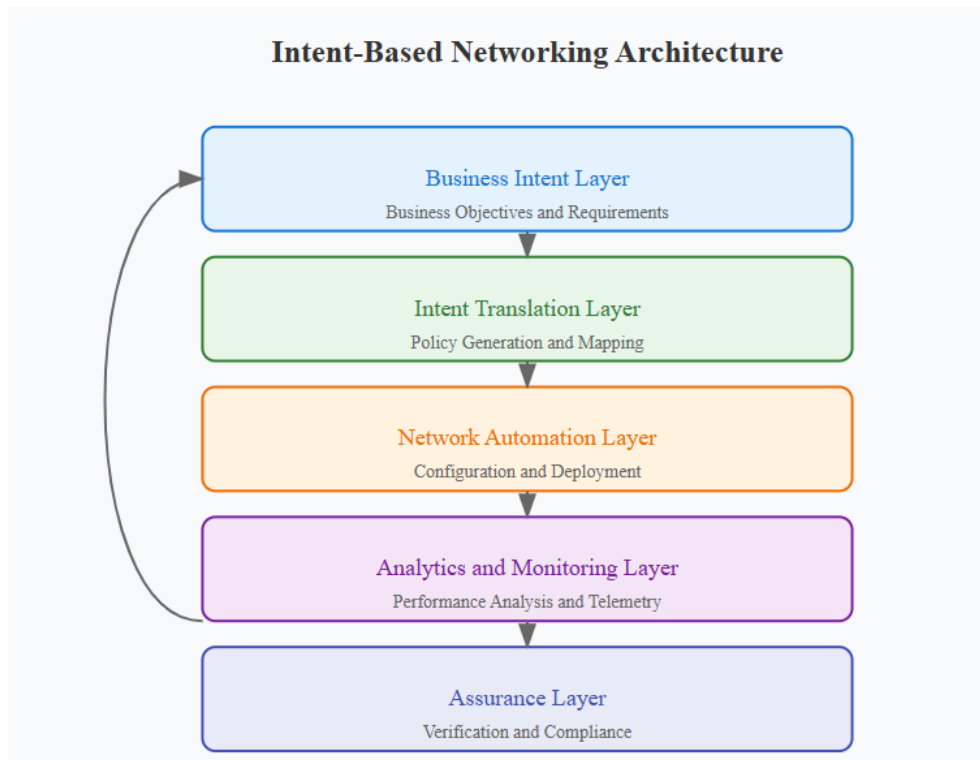 Intent-Based Networking Architecture
Business Intent Layer
Business Objectives and Requirements
Intent Translation Layer
Policy Generation and Mapping
Network Automation Layer
Configuration and Deployment
Analytics and Monitoring Layer
Performance Analysis and Telemetry
Assurance Layer
Verification and Compliance